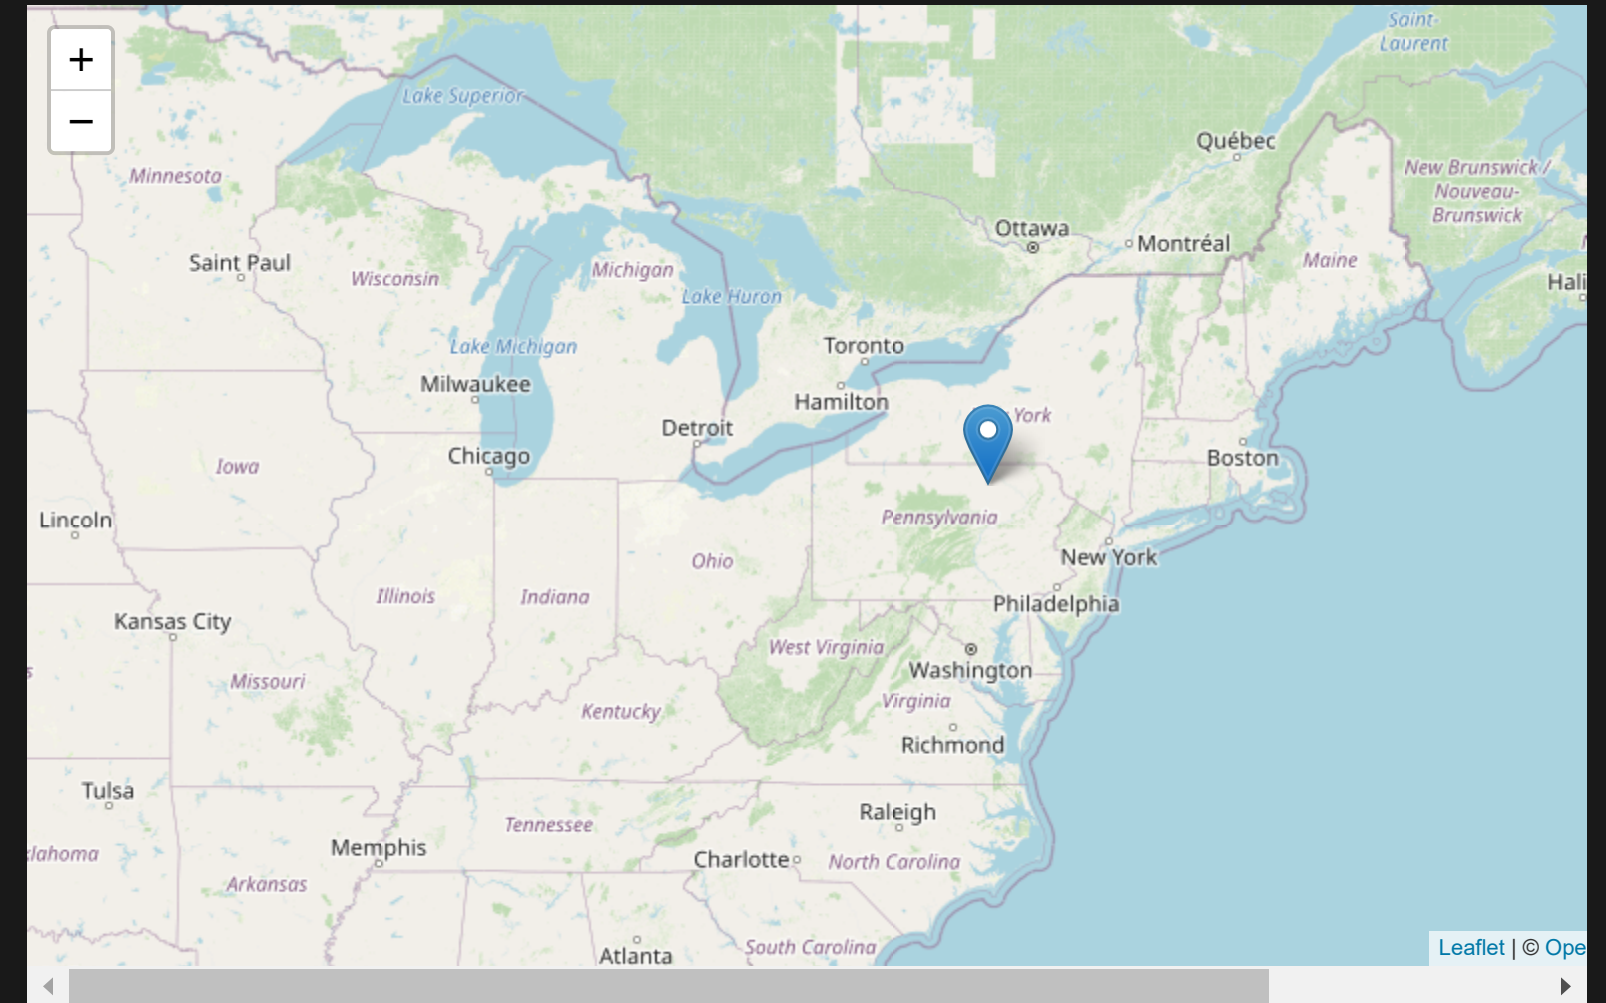 +
−
Saint-
Laurent
Lake Superior
Québec
Minnesota
New Brunswick /
Nouveau-
Brunswick
Ottawa
Montréal
Saint Paul
Wisconsin
Michigan
Maine
Hali
Lake Huron
Lake Michigan
Toronto
Milwaukee
Hamilton
York
Detroit
Chicago
Boston
Iowa
Lincoln
Pennsylvania
New York
Ohio
Illinois
Indiana
Philadelphia
Kansas City
West Virginia
Washington
Missouri
Virginia
Kentucky
Richmond
Tulsa
Raleigh
Tennessee
Memphis
Charlotte
North Carolina
klahoma
Arkansas
South Carolina
Atlanta
Leaflet | © Ope